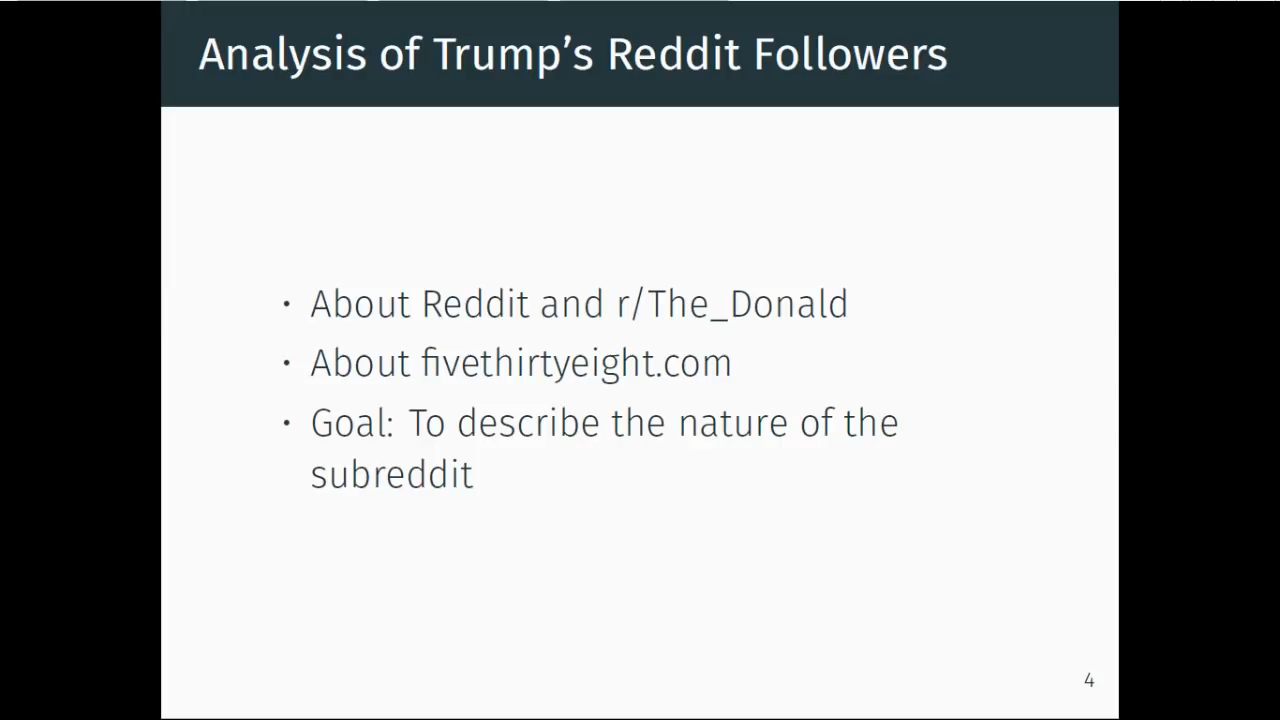 Analysis of Trump’s Reddit Followers
• About Reddit and r/The_Donald
• About fivethirtyeight.com
• Goal: To describe the nature of the
subreddit
4